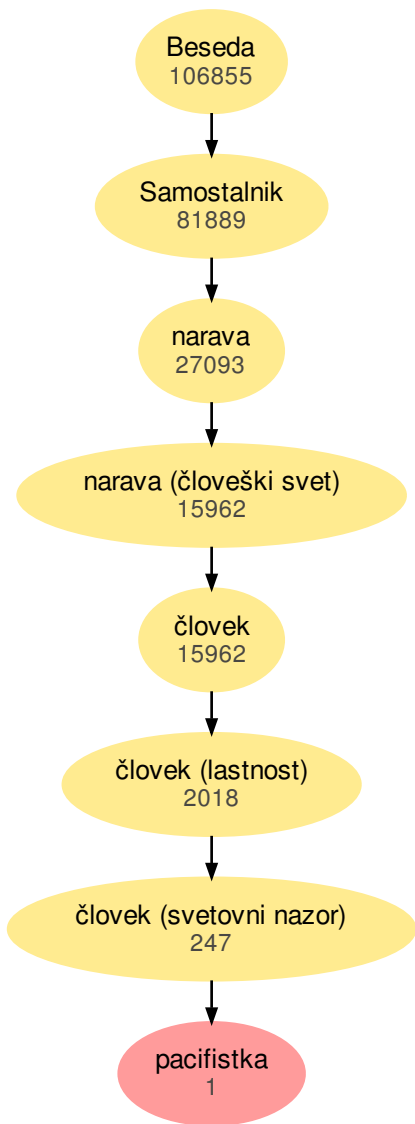 Beseda
106855
Samostalnik
81889
narava
27093
narava (človeški svet)
15962
človek
15962
človek (lastnost)
2018
človek (svetovni nazor)
247
pacifistka
1